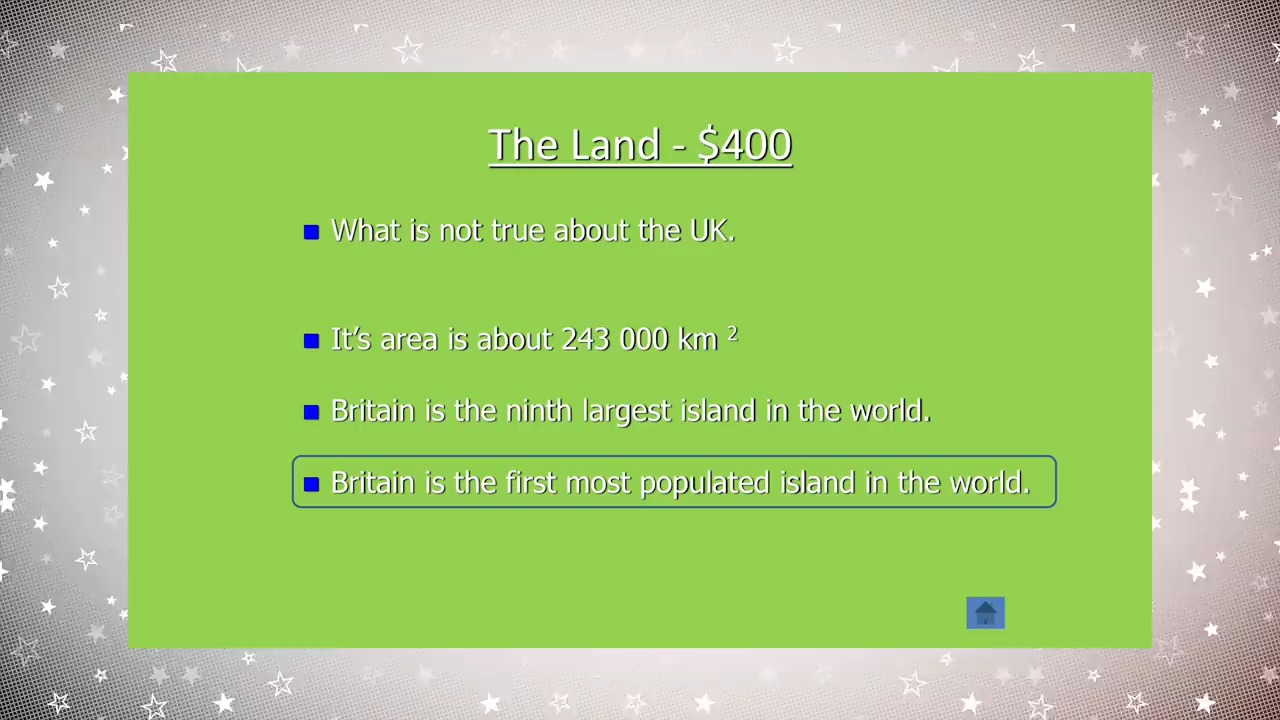 The Land - $400
What is not true about the UK.
It’s area is about 243 000 km ²
Britain is the ninth largest island in the world.
Britain is the first most populated island in the world.